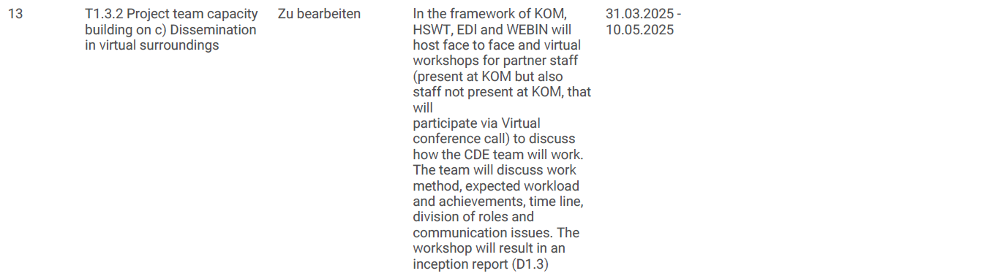 13
T1.3.2 Project team capacity
building on c) Dissemination
in virtual surroundings
Zu bearbeiten
In the framework of KOM,
HSWT, EDI and WEBIN will
host face to face and virtual
workshops for partner staff
(present at KOM but also
staff not present at KOM, that
will
participate via Virtual
conference call) to discuss
how the CDE team will work.
The team will discuss work
method, expected workload
and achievements, time line,
division of roles and
communication issues. The
workshop will result in an
inception report (D1.3)
31.03.2025 -
10.05.2025